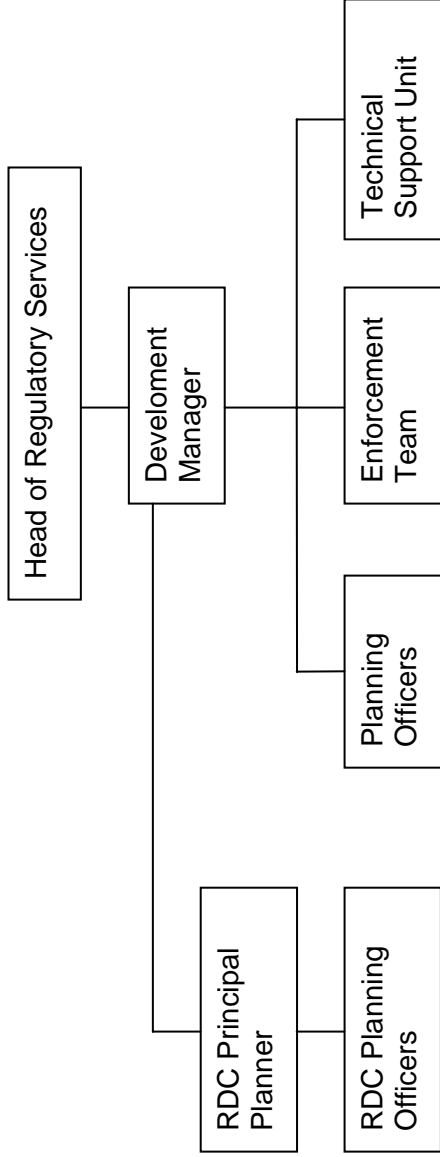 Head of Regulatory Services
Develoment
Manager
RDC Principal
Planner
RDC Planning
Officers
Planning
Officers
Enforcement
Team
Technical
Support Unit